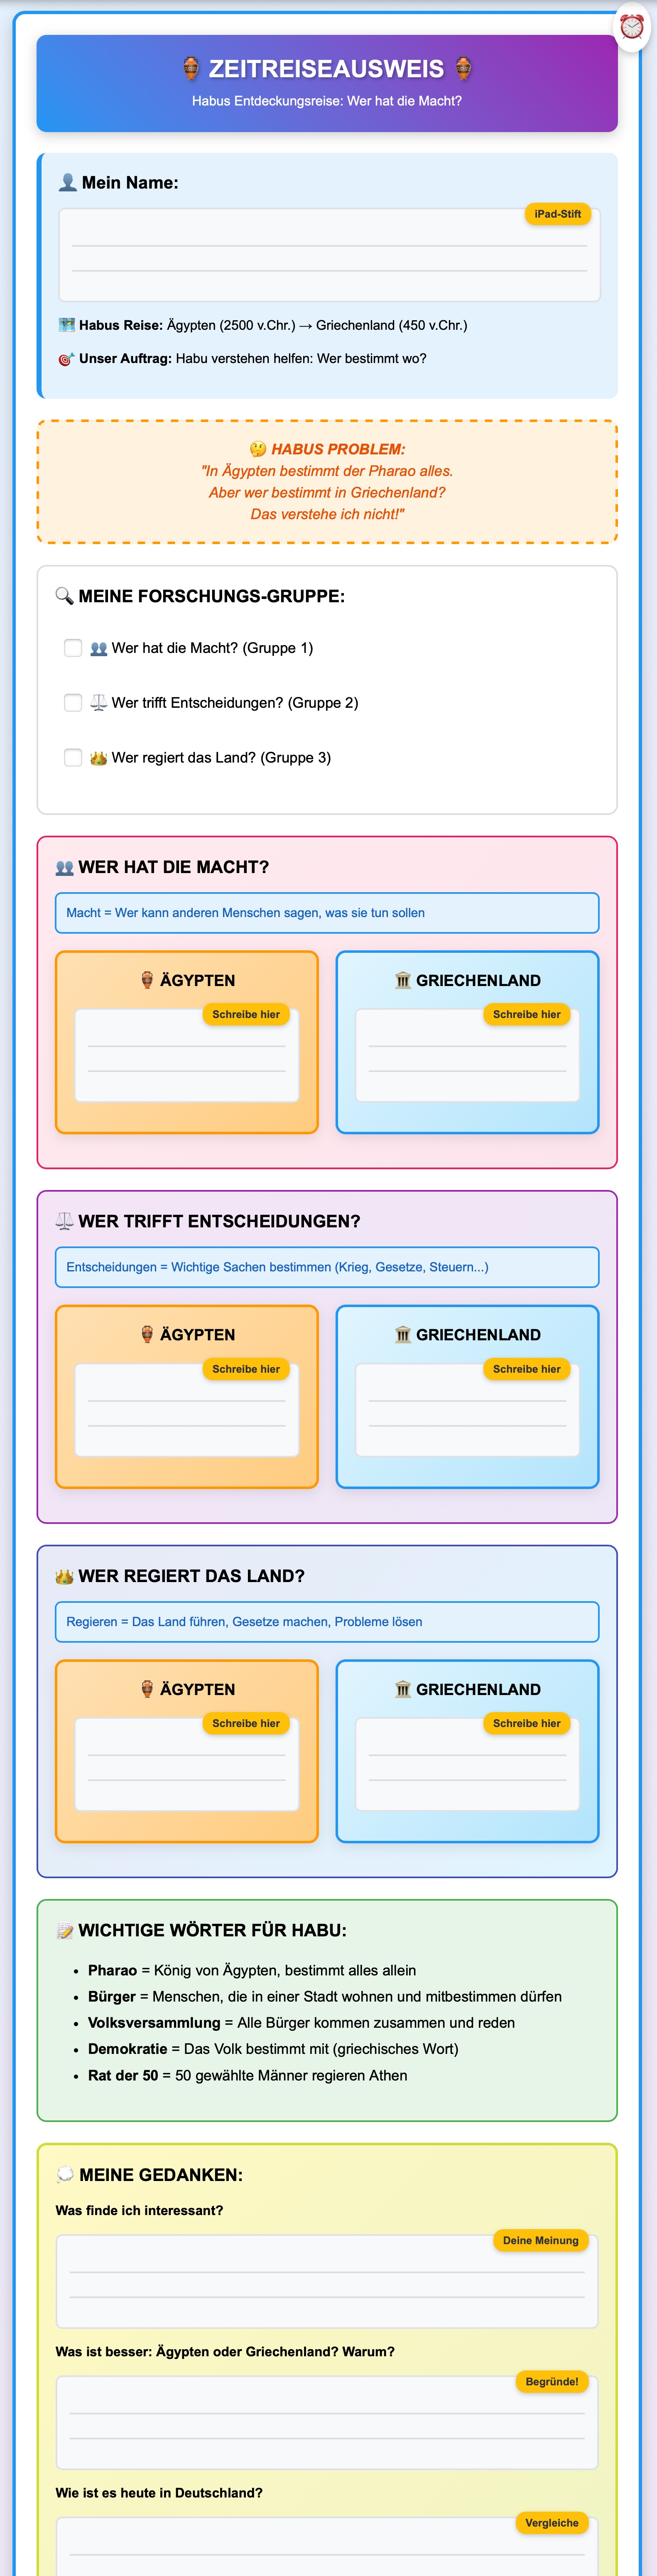 ZEITREISEAUSWEIS
Habus Entdeckungsreise: Wer hat die Macht?
Mein Name:
iPad-Stift
Habus Reise: Ägypten (2500 v.Chr.) → Griechenland (450 v.Chr.)
Unser Auftrag: Habu verstehen helfen: Wer bestimmt wo?
HABUS PROBLEM:
"In Ägypten bestimmt der Pharao alles.
Aber wer bestimmt in Griechenland?
Das verstehe ich nicht!"
MEINE FORSCHUNGS-GRUPPE:
Wer hat die Macht? (Gruppe 1)
Wer trifft Entscheidungen? (Gruppe 2)
Wer regiert das Land? (Gruppe 3)
WER HAT DIE MACHT?
Macht = Wer kann anderen Menschen sagen, was sie tun sollen
ÄGYPTEN
Schreibe hier
GRIECHENLAND
Schreibe hier
WER TRIFFT ENTSCHEIDUNGEN?
Entscheidungen = Wichtige Sachen bestimmen (Krieg, Gesetze, Steuern...)
ÄGYPTEN
Schreibe hier
GRIECHENLAND
Schreibe hier
WER REGIERT DAS LAND?
Regieren = Das Land führen, Gesetze machen, Probleme lösen
ÄGYPTEN
Schreibe hier
GRIECHENLAND
Schreibe hier
WICHTIGE WÖRTER FÜR HABU:
• Pharao = König von Ägypten, bestimmt alles allein
• Bürger = Menschen, die in einer Stadt wohnen und mitbestimmen dürfen
• Volksversammlung = Alle Bürger kommen zusammen und reden
• Demokratie = Das Volk bestimmt mit (griechisches Wort)
• Rat der 50 = 50 gewählte Männer regieren Athen
MEINE GEDANKEN:
Was finde ich interessant?
Deine Meinung
Was ist besser: Ägypten oder Griechenland? Warum?
Begründe!
Wie ist es heute in Deutschland?
Vergleiche